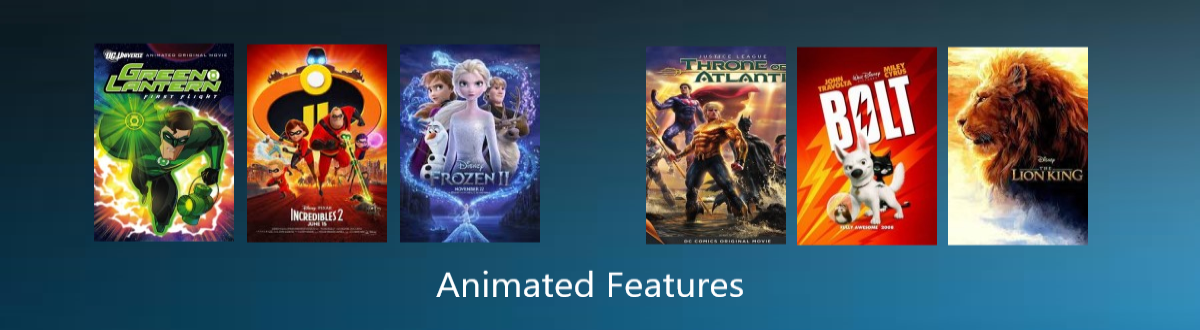 DC UNIVERSE ANIMATED ORIGINAL MOVIE
GREEN LANTERN
FIRST FLIGHT
DISNEY · PIXAR
INCREDIBLES 2
JUNE 15
Disney
FROZEN II
NOVEMBER 22
JUSTICE LEAGUE
THRONE OF
ATLANTI
DC COMICS ORIGINAL MOVIE
JOHN TRAVOLTA
Walt Disney
MILEY CYRUS
BOLT
FULLY AWESOME 2008
Disney
THE
LION KING
Animated Features